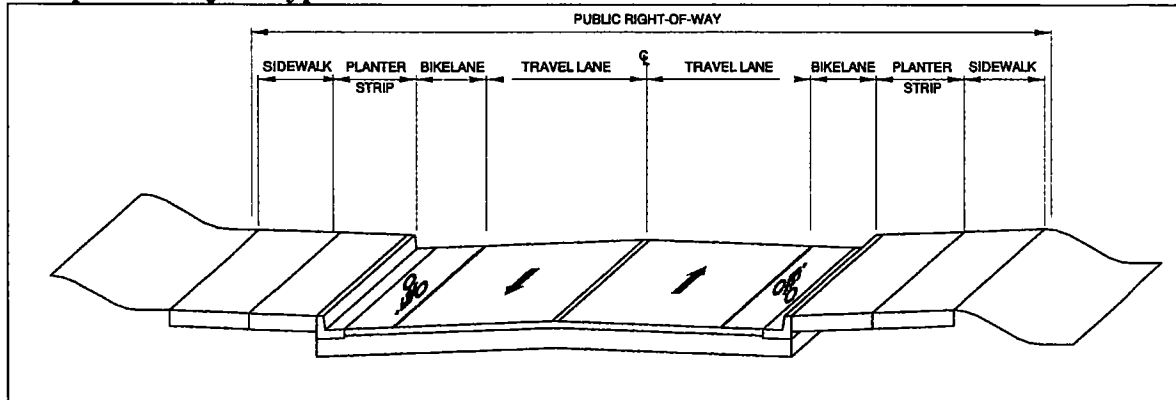 PUBLIC RIGHT-OF-WAY
SIDEWALK PLANTER STRIP BIKELANE TRAVEL LANE ℄ TRAVEL LANE BIKELANE PLANTER STRIP SIDEWALK